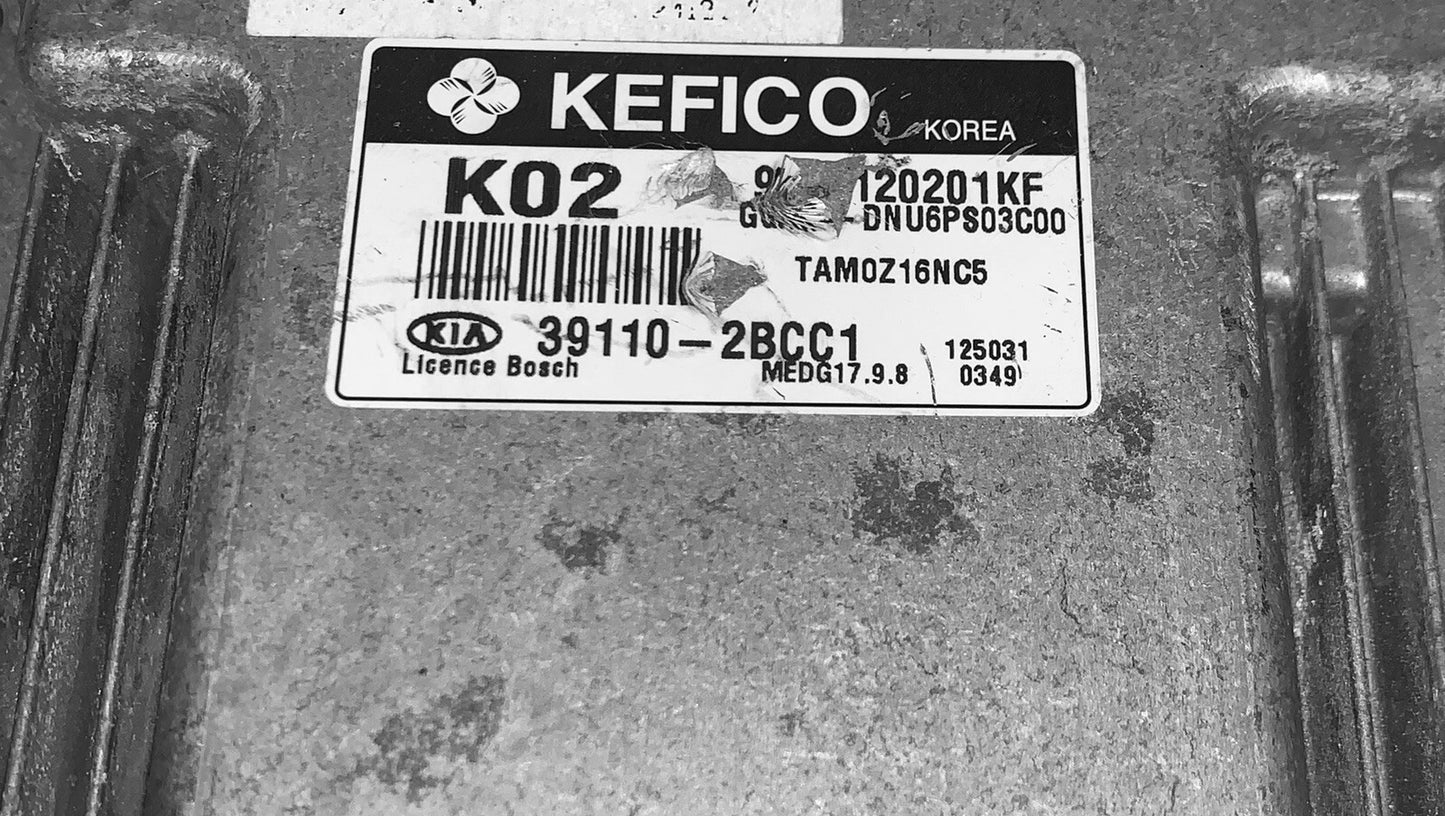 KEFICO KOREA
K02
120201KF
DNU6PS03C00
TAM0Z16NC5
KIA 39110-2BCC1
Licence Bosch MEDG17.9.8
125031
0349